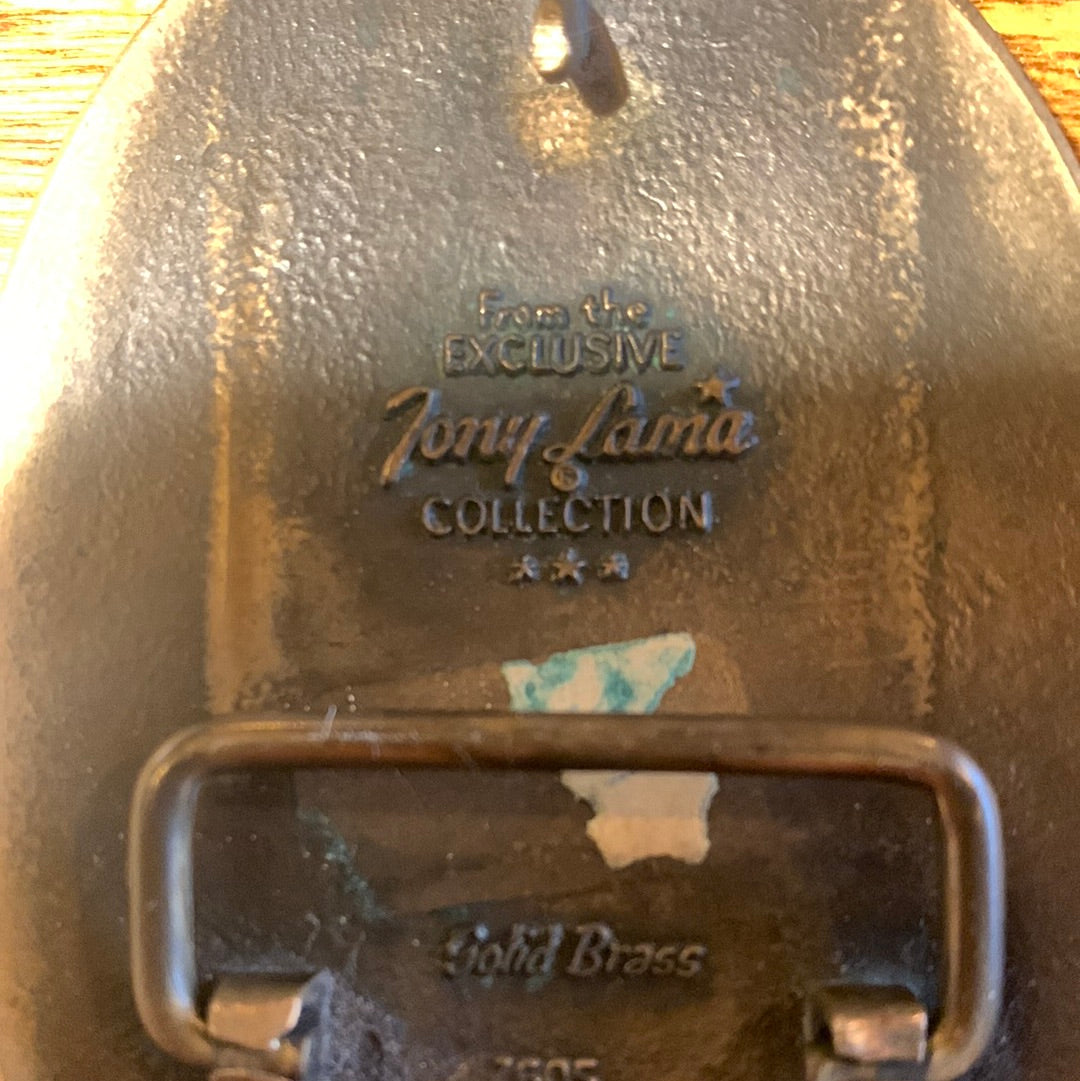 From the
EXCLUSIVE
Tony Lama
®
COLLECTION
★★★
Solid Brass